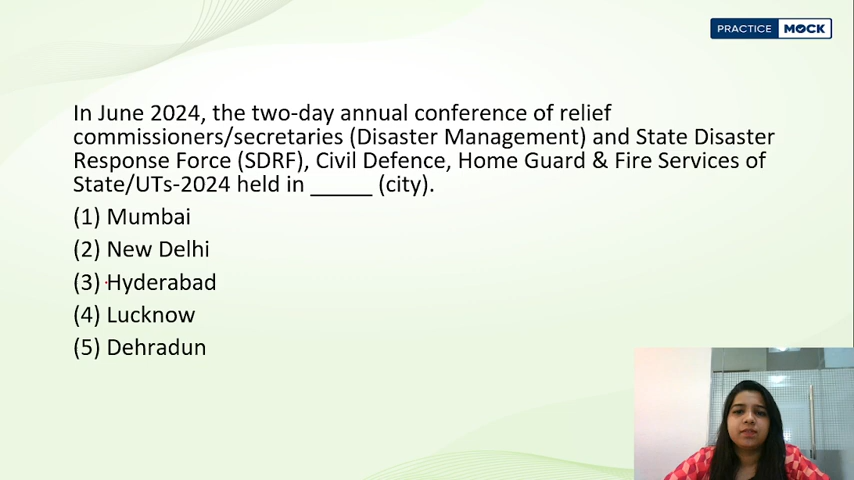 PRACTICE MOCK
In June 2024, the two-day annual conference of relief
commissioners/secretaries (Disaster Management) and State Disaster
Response Force (SDRF), Civil Defence, Home Guard & Fire Services of
State/UTs-2024 held in _____ (city).
(1) Mumbai
(2) New Delhi
(3) Hyderabad
(4) Lucknow
(5) Dehradun